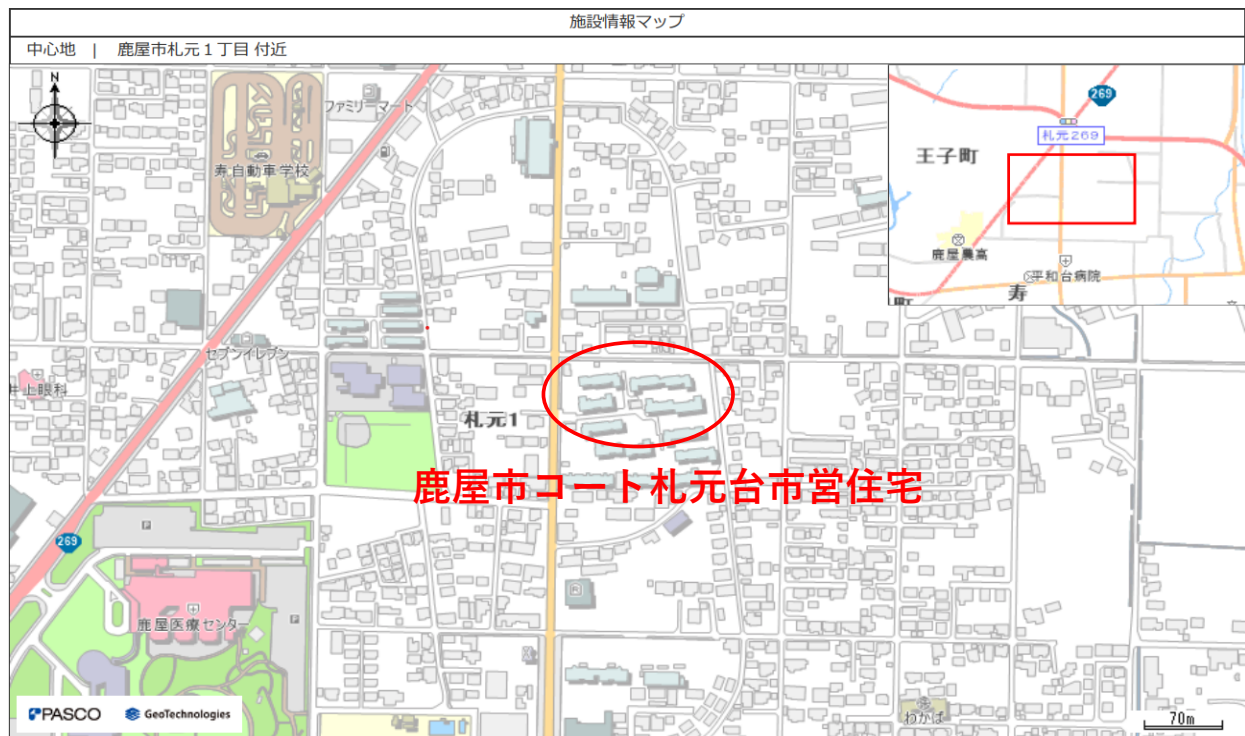 施設情報マップ
中心地 | 鹿屋市札元１丁目 付近
N
ファミリーマート
寿自動車学校
269
札元269
王子町
鹿屋農高
平和台病院
寿
町
セブンイレブン
井上眼科
札元1
鹿屋市コート札元台市営住宅
P
269
P
鹿屋医療センター
わかば
PASCO
GeoTechnologies
70m